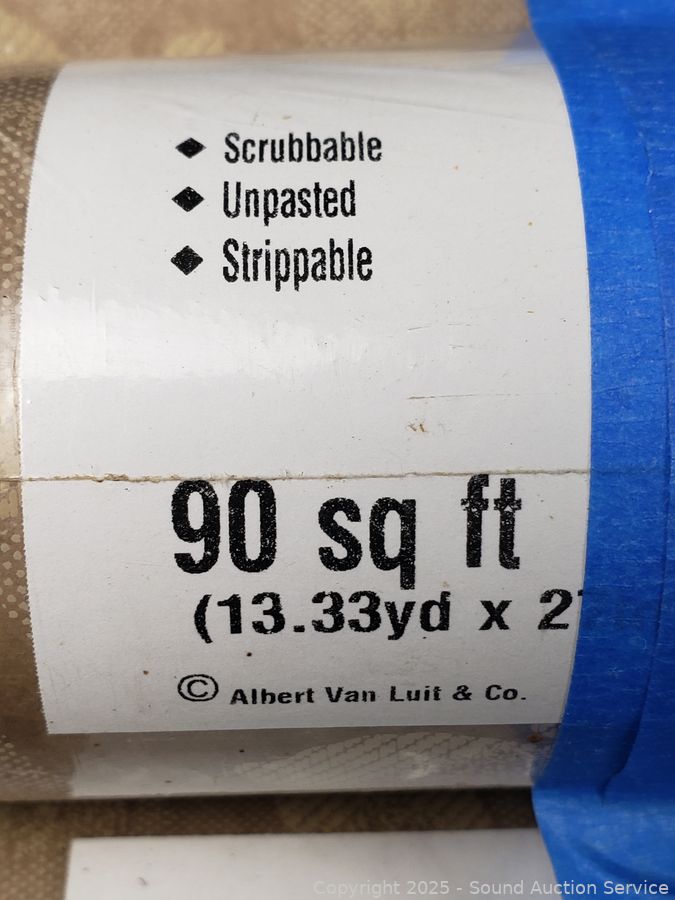 ◆ Scrubbable
◆ Unpasted
◆ Strippable
90 sq ft
(13.33yd x 2
© Albert Van Luit & Co.
Copyright 2025 - Sound Auction Service